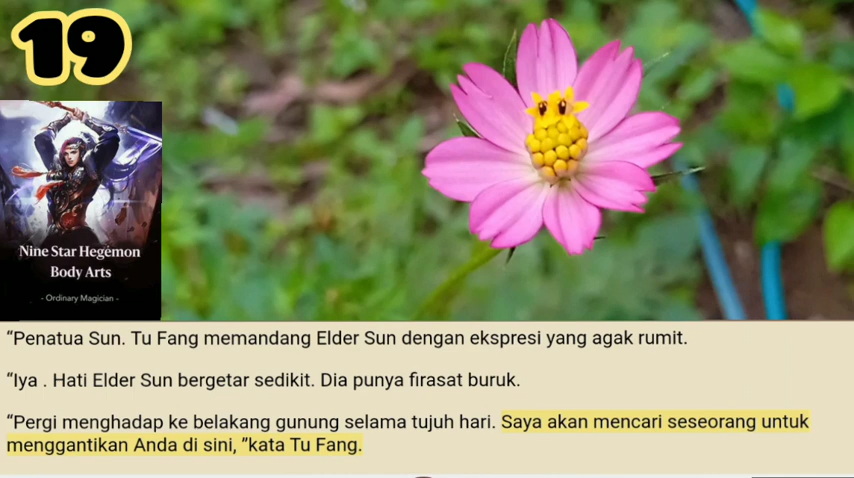 19
Nine Star Hegemon
Body Arts
- Ordinary Magician -
“Penatua Sun. Tu Fang memandang Elder Sun dengan ekspresi yang agak rumit.
“Iya . Hati Elder Sun bergetar sedikit. Dia punya firasat buruk.
“Pergi menghadap ke belakang gunung selama tujuh hari. Saya akan mencari seseorang untuk
menggantikan Anda di sini, ”kata Tu Fang.